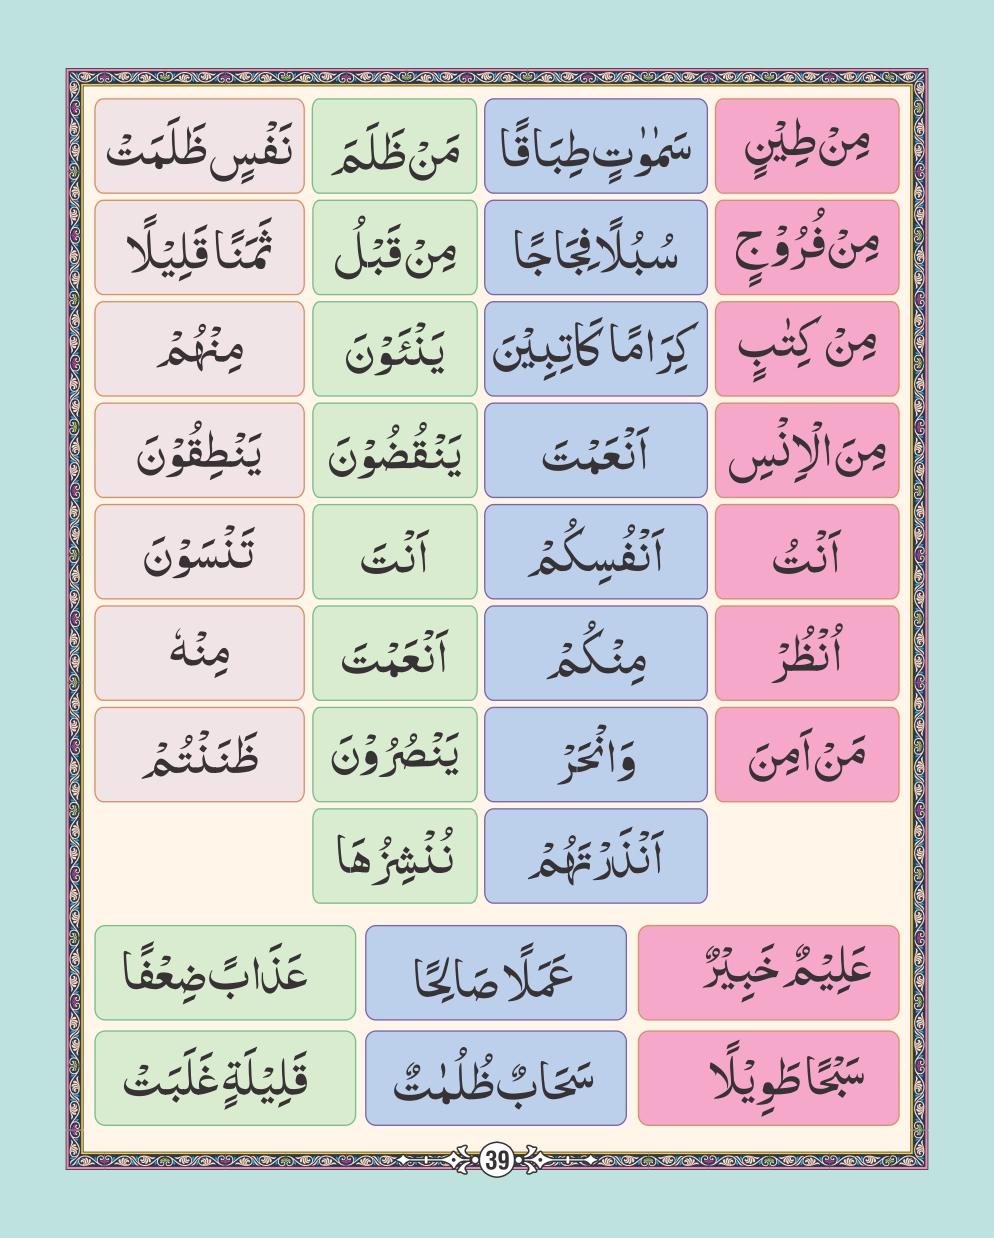 مِنْ طِيْنٍ سَمٰوٰتٍ طِبَاقًا مَنْ ظَلَمَ نَفْسٍ ظَلَمَتْ
مِنْ فُرُوْجٍ سُبُلًا فِجَاجًا مِنْ قَبْلُ ثَمَنًا قَلِيْلًا
مِنْ كِتٰبٍ كِرَامًا كَاتِبِيْنَ يَنْئَوْنَ مِنْهُمْ
مِنَ الْاِنْسِ اَنْعَمْتَ يَنْقُضُوْنَ يَنْطِقُوْنَ
اَنْتُ اَنْفُسِكُمْ اَنْتَ تَنْسَوْنَ
اُنْظُرْ مِنْكُمْ اَنْعَمْتَ مِنْهُ
مَنْ اَمِنَ وَانْحَرْ يَنْصُرُوْنَ ظَنَنْتُمْ
اَنْذَرْتَهُمْ نُنْشِزُهَا
عَلِيْمٌ خَبِيْرٌ عَمَلًا صَالِحًا عَذَابًا ضِعْفًا
سَبْحًا طَوِيْلًا سَحَابٌ ظُلُمٰتٌ قَلِيْلَةٍ غَلَبَتْ
39